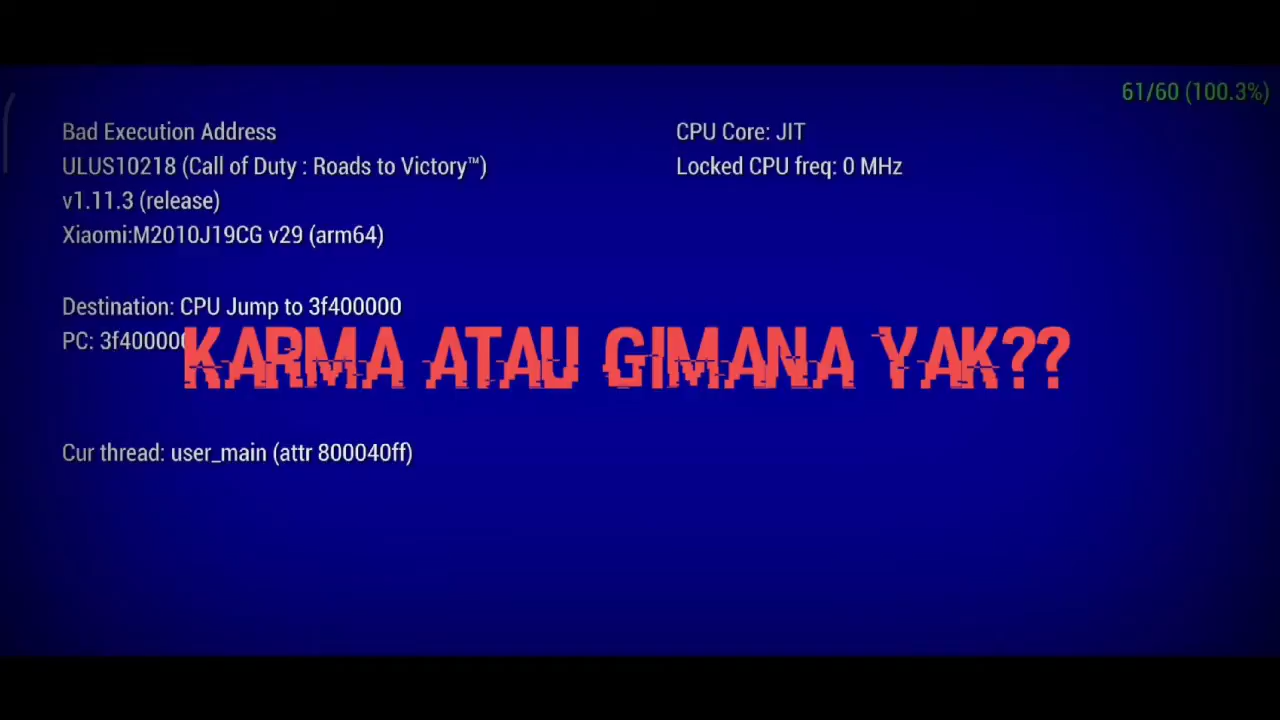 61/60 (100.3%)
Bad Execution Address
ULUS10218 (Call of Duty : Roads to Victory™)
v1.11.3 (release)
Xiaomi:M2010J19CG v29 (arm64)
CPU Core: JIT
Locked CPU freq: 0 MHz
Destination: CPU Jump to 3f400000
PC: 3f400000
KARMA ATAU GIMANA YAK??
Cur thread: user_main (attr 800040ff)